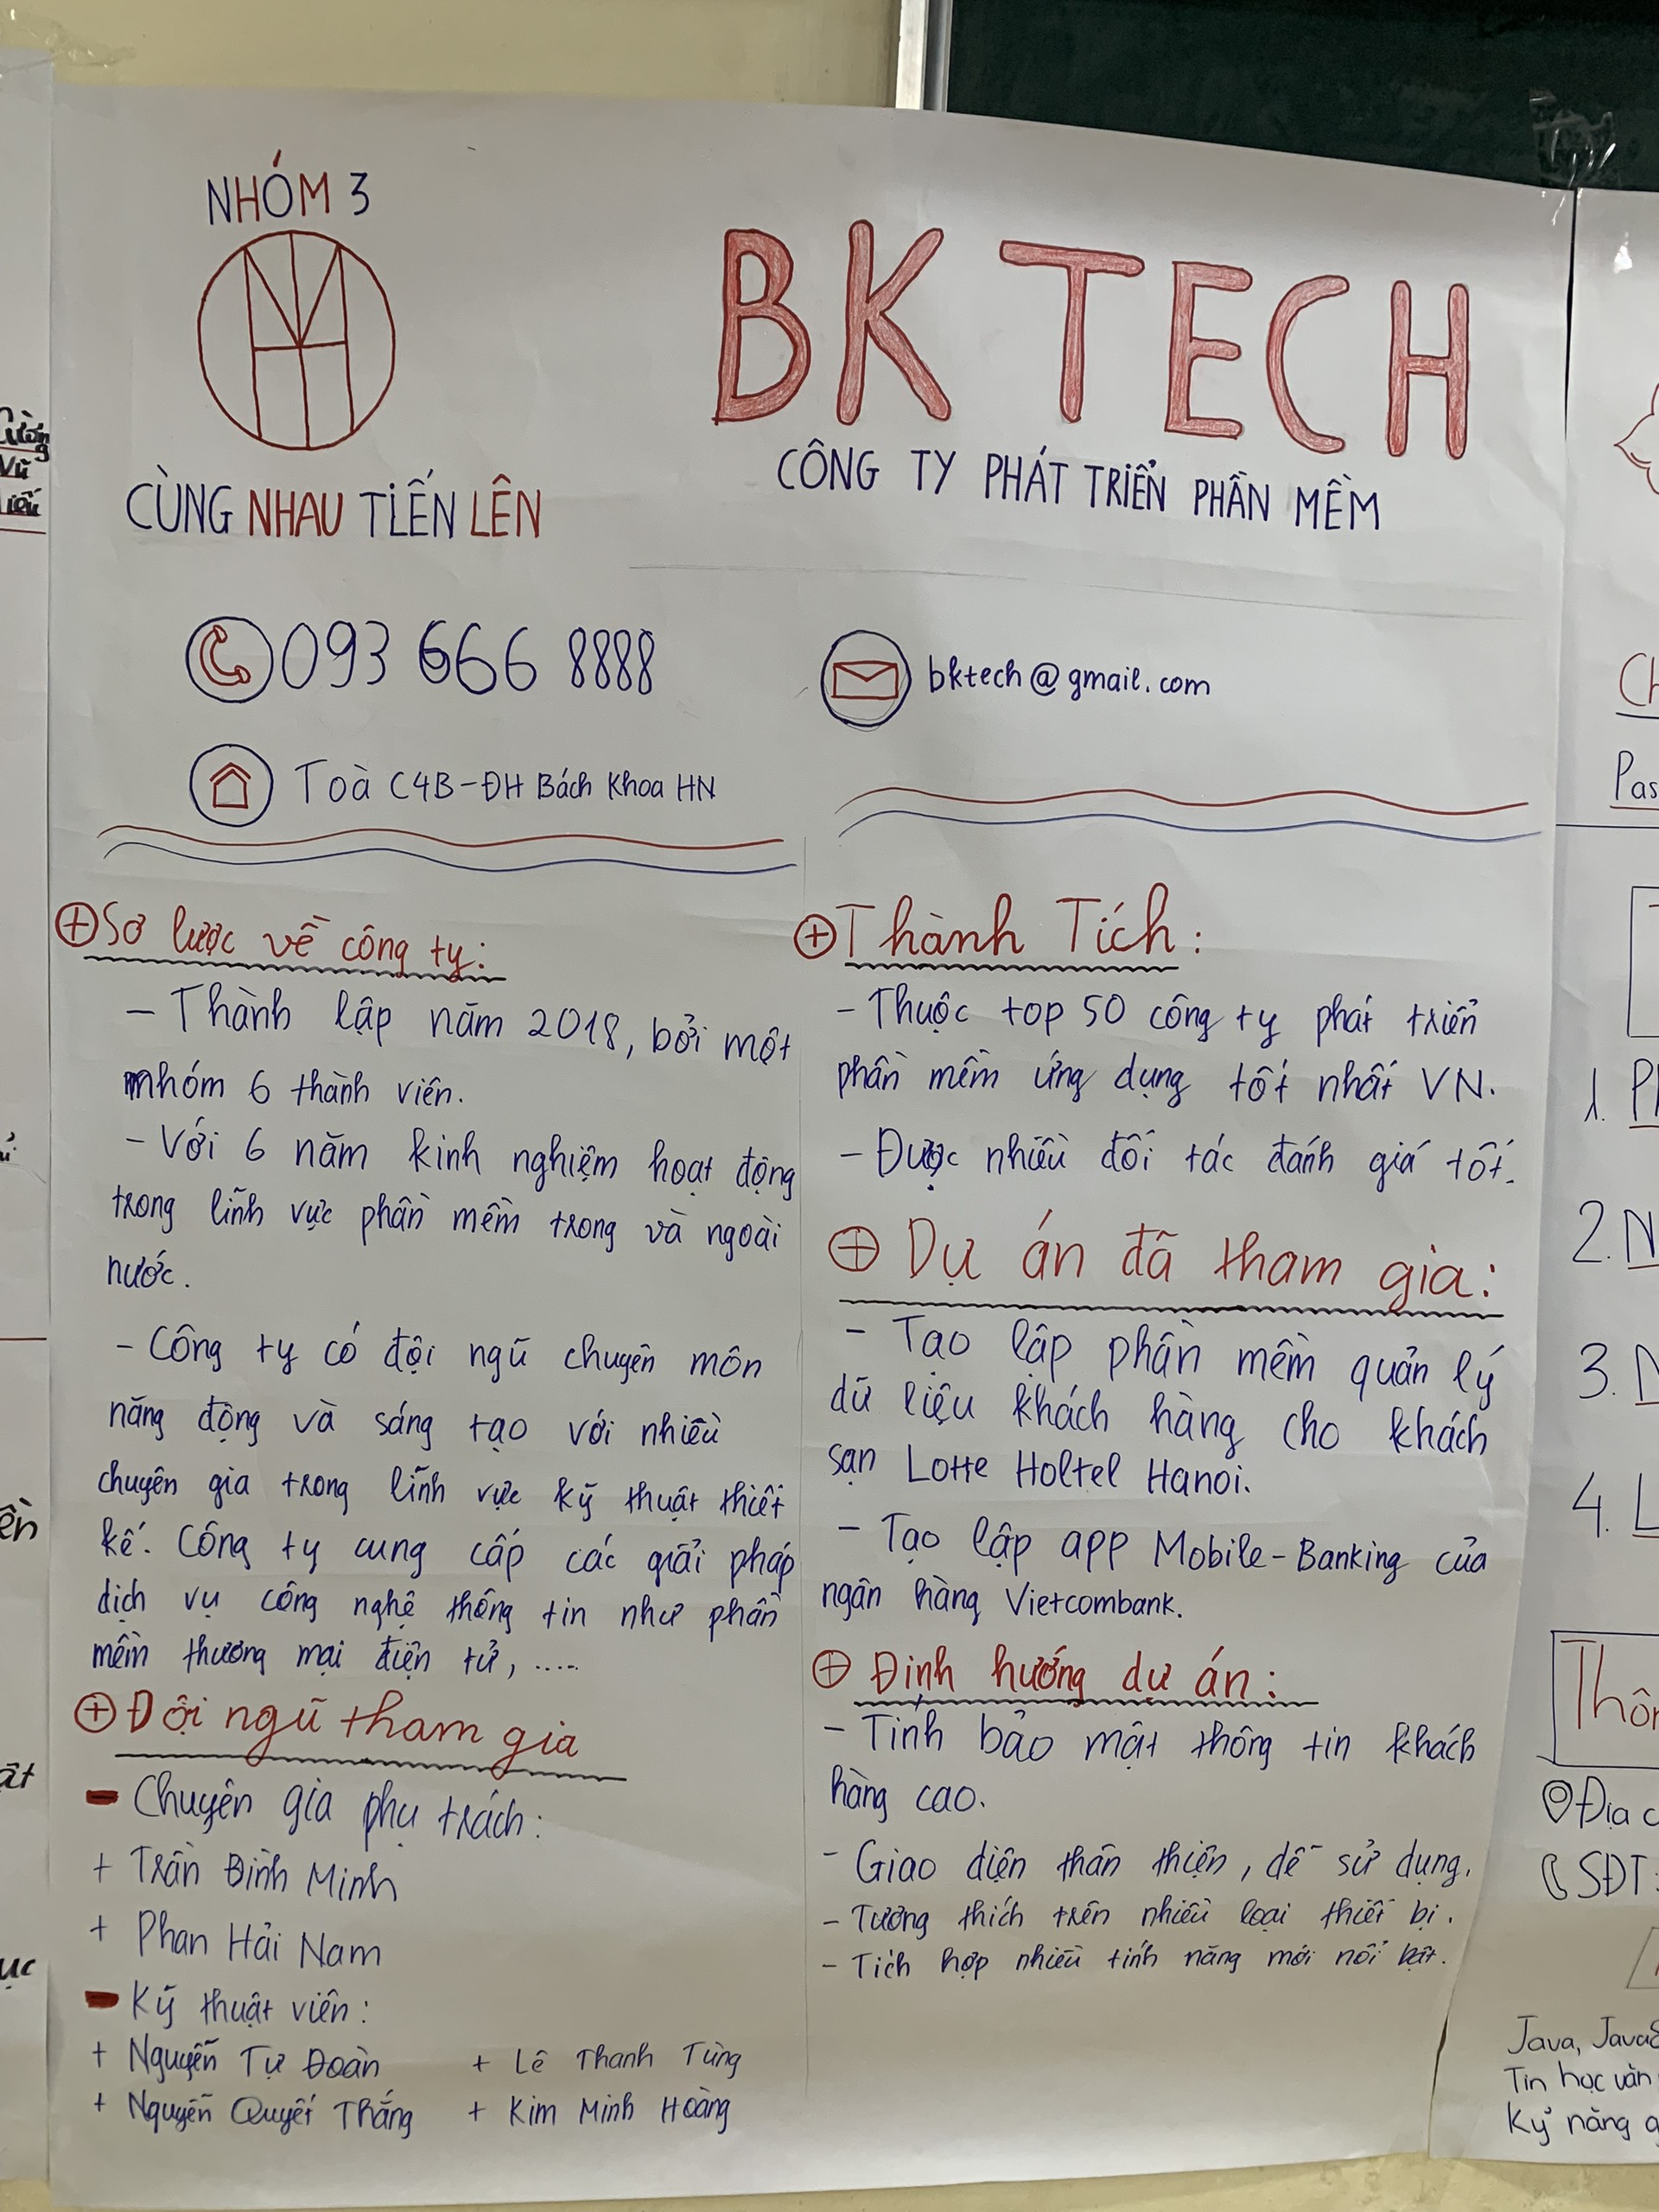 NHÓM 3
CÙNG NHAU TIẾN LÊN
BK TECH
CÔNG TY PHÁT TRIỂN PHẦN MỀM
093 666 8888
bktech@gmail.com
Toà C4B-ĐH Bách Khoa HN
Sơ lược về công ty:
- Thành lập năm 2018, bởi một
nhóm 6 thành viên.
- Với 6 năm kinh nghiệm hoạt động
trong lĩnh vực phần mềm trong và ngoài
nước.
- Công ty có đội ngũ chuyên môn
năng động và sáng tạo với nhiều
chuyên gia trong lĩnh vực kỹ thuật thiết
kế. Công ty cung cấp các giải pháp
dịch vụ công nghệ thông tin như phần
mềm thương mại điện tử, .....
Đội ngũ tham gia
- Chuyên gia phụ trách:
+ Trần Đình Minh
+ Phan Hải Nam
- Kỹ thuật viên:
+ Nguyễn Tự Đoàn + Lê Thanh Tùng
+ Nguyễn Quyết Thắng + Kim Minh Hoàng
Thành Tích:
- Thuộc top 50 công ty phát triển
phần mềm ứng dụng tốt nhất VN.
- Được nhiều đối tác đánh giá tốt.
Dự án đã tham gia:
- Tạo lập phần mềm quản lý
dữ liệu khách hàng cho khách
sạn Lotte Holtel Hanoi.
- Tạo lập app Mobile-Banking của
ngân hàng Vietcombank.
Định hướng dự án:
- Tính bảo mật thông tin khách
hàng cao.
- Giao diện thân thiện, dễ sử dụng.
- Tương thích trên nhiều loại thiết bị.
- Tích hợp nhiều tính năng mới nổi bật.
1.
2.
3.
4.
SĐT:
Java,
Tin học văn
Kỹ năng